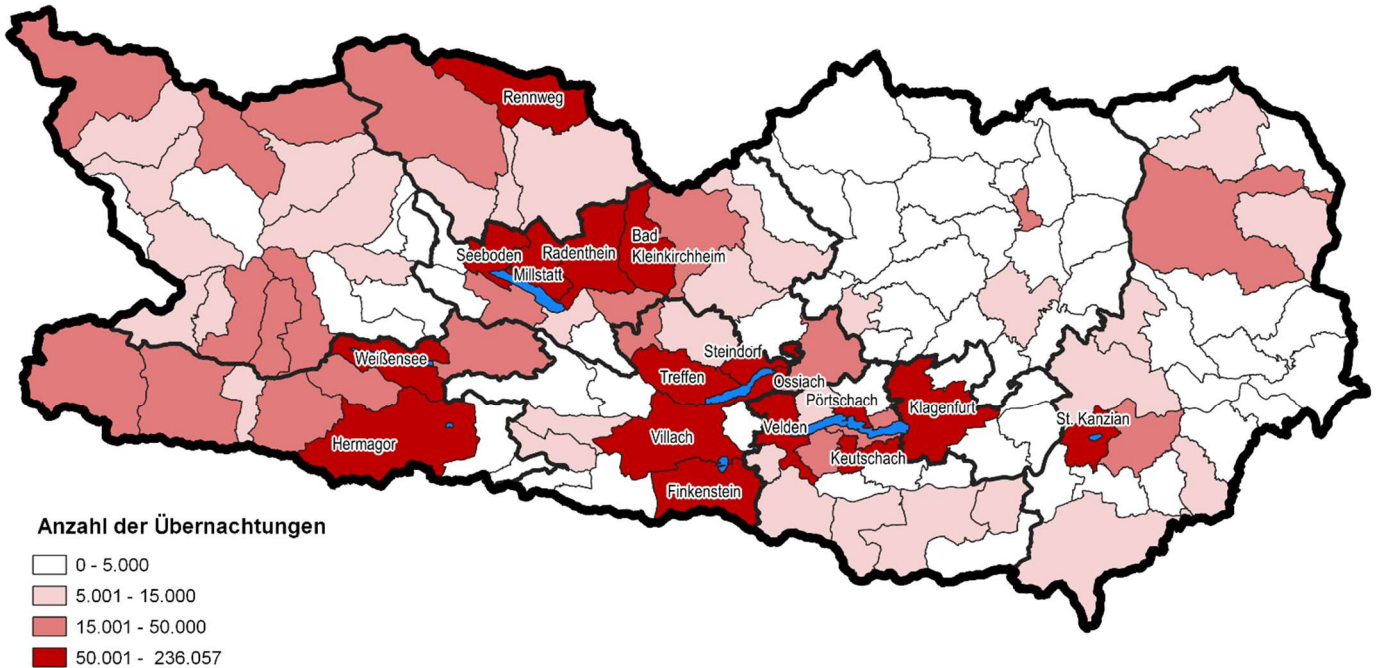 Rennweg
Seeboden
Millstatt
Radenthein
Bad
Kleinkirchheim
Weißensee
Hermagor
Treffen
Steindorf
Ossiach
Pörtschach
Velden
Villach
Keutschach
Klagenfurt
Finkenstein
St. Kanzian
Anzahl der Übernachtungen
0 - 5.000
5.001 - 15.000
15.001 - 50.000
50.001 - 236.057